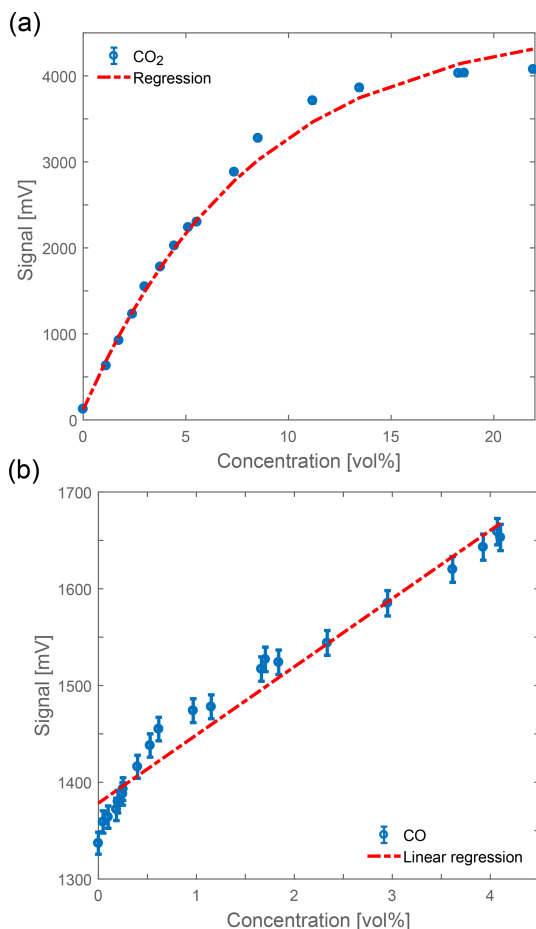 (a)
CO₂
Regression
4000
3000
2000
1000
0
Signal [mV]
0 5 10 15 20
Concentration [vol%]
(b)
1700
1600
1500
1400
1300
Signal [mV]
CO
Linear regression
0 1 2 3 4
Concentration [vol%]